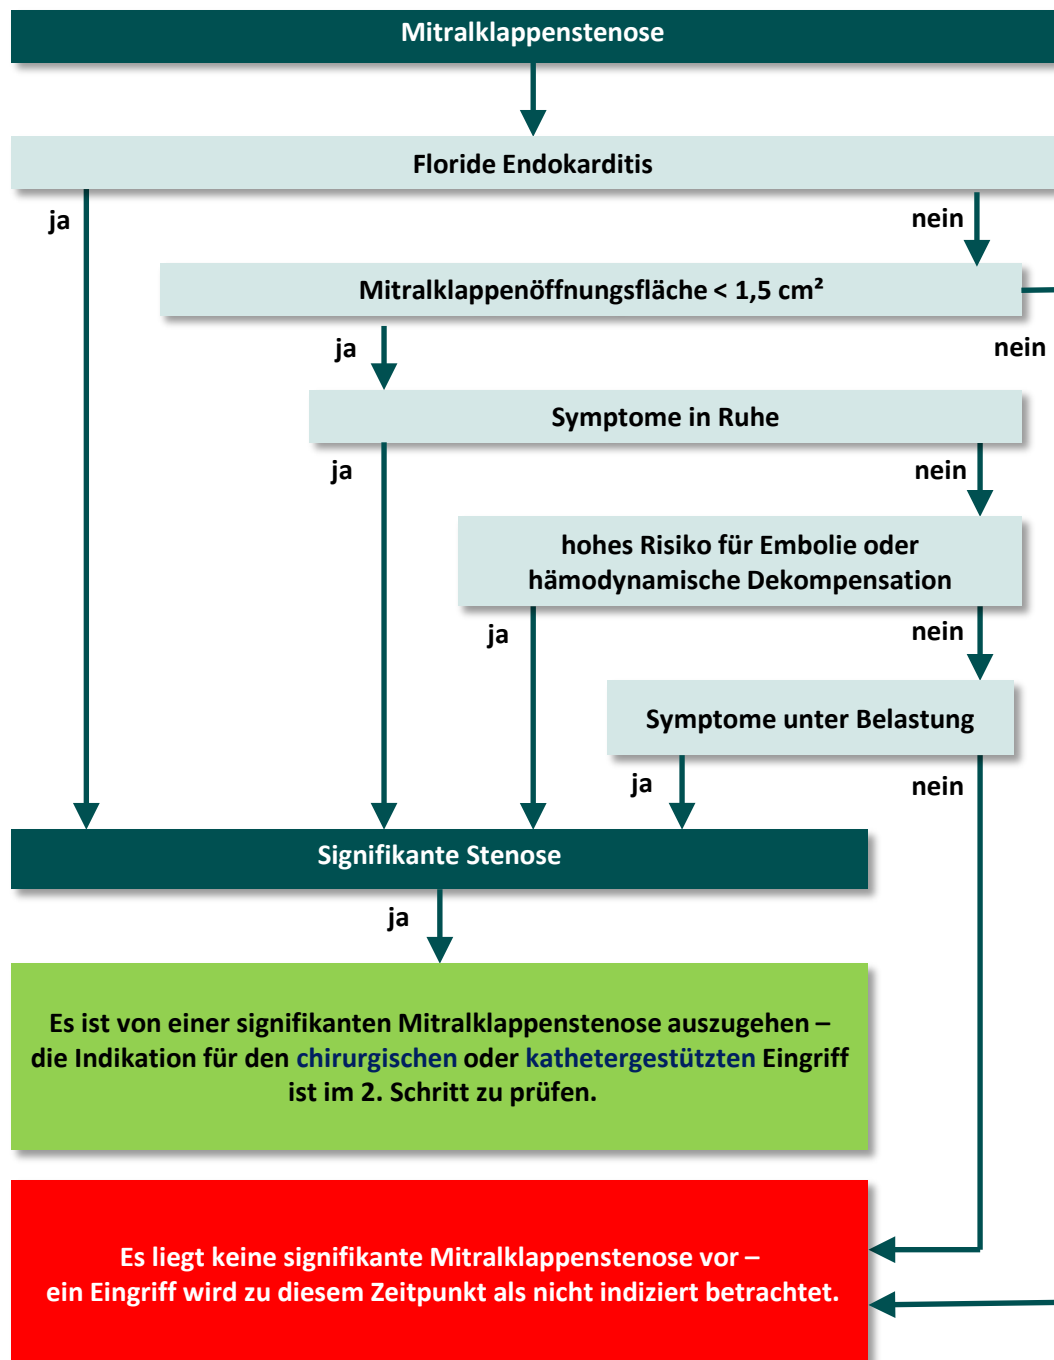 Mitralklappenstenose
Floride Endokarditis
ja
nein
Mitralklappenöffnungsfläche < 1,5 cm²
ja
nein
Symptome in Ruhe
ja
nein
hohes Risiko für Embolie oder
hämodynamische Dekompensation
ja
nein
Symptome unter Belastung
ja
nein
Signifikante Stenose
ja
Es ist von einer signifikanten Mitralklappenstenose auszugehen –
die Indikation für den chirurgischen oder kathetergestützten Eingriff
ist im 2. Schritt zu prüfen.
Es liegt keine signifikante Mitralklappenstenose vor –
ein Eingriff wird zu diesem Zeitpunkt als nicht indiziert betrachtet.